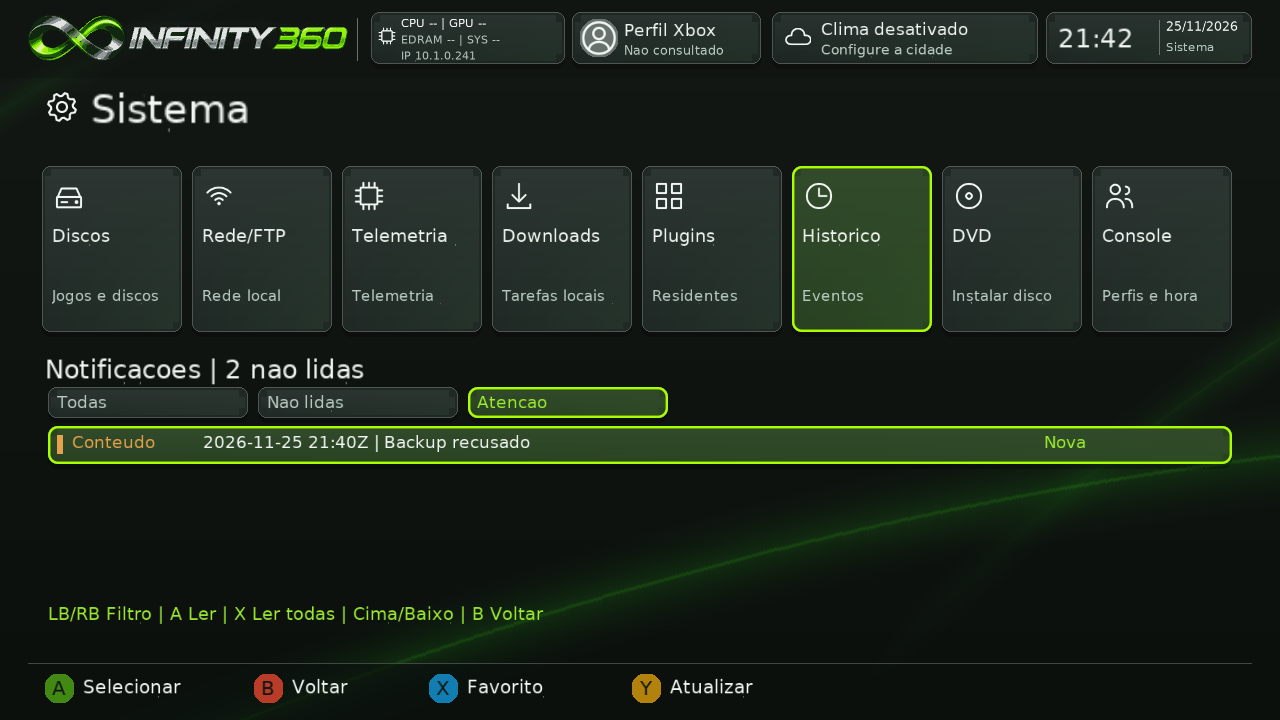 INFINITY 360
CPU -- | GPU --
EDRAM -- | SYS --
IP 10.1.0.241
Perfil Xbox
Nao consultado
Clima desativado
Configure a cidade
21:42
25/11/2026
Sistema
Sistema
Discos
Jogos e discos
Rede/FTP
Rede local
Telemetria
Telemetria
Downloads
Tarefas locais
Plugins
Residentes
Historico
Eventos
DVD
Instalar disco
Console
Perfis e hora
Notificacoes | 2 nao lidas
Todas
Nao lidas
Atencao
Conteudo 2026-11-25 21:40Z | Backup recusado Nova
LB/RB Filtro | A Ler | X Ler todas | Cima/Baixo | B Voltar
A Selecionar B Voltar X Favorito Y Atualizar